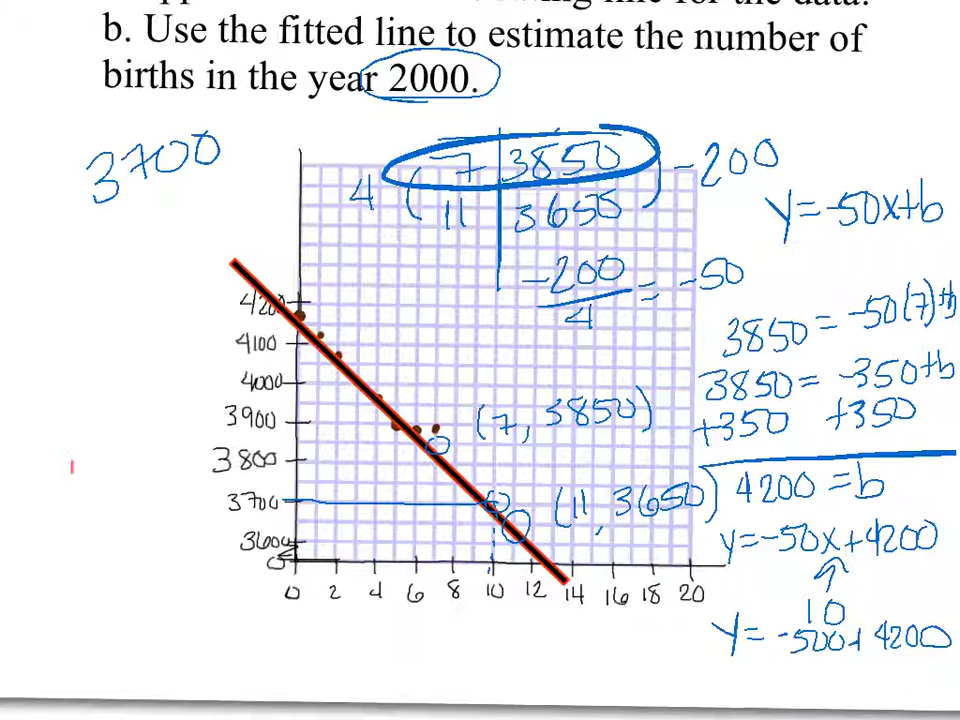 b. Use the fitted line to estimate the number of
births in the year 2000.
3700
7 3850
4 11 3650 -200
-200/4 = -50
y=-50x+b
3850 = -50(7)+b
3850 = -350+b
+350 +350
4200 = b
y=-50x+4200
10
y= -500+4200
(7, 3850)
(11, 3650)
4200
4100
4000
3900
3800
3700
3600
0
0 2 4 6 8 10 12 14 16 18 20